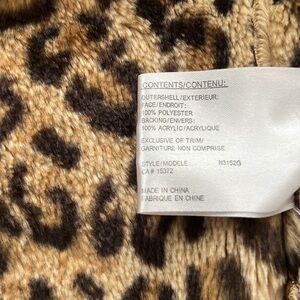 CONTENTS/CONTENU:
OUTERSHELL/EXTERIEUR:
FACE/ENDROIT:
100% POLYESTER
BACKING/ENVERS:
100% ACRYLIC/ACRYLIQUE
EXCLUSIVE OF TRIM/
GARNITURE NON COMPRISE
STYLE/MODELE N3152G
CA# 15372
MADE IN CHINA
FABRIQUE EN CHINE